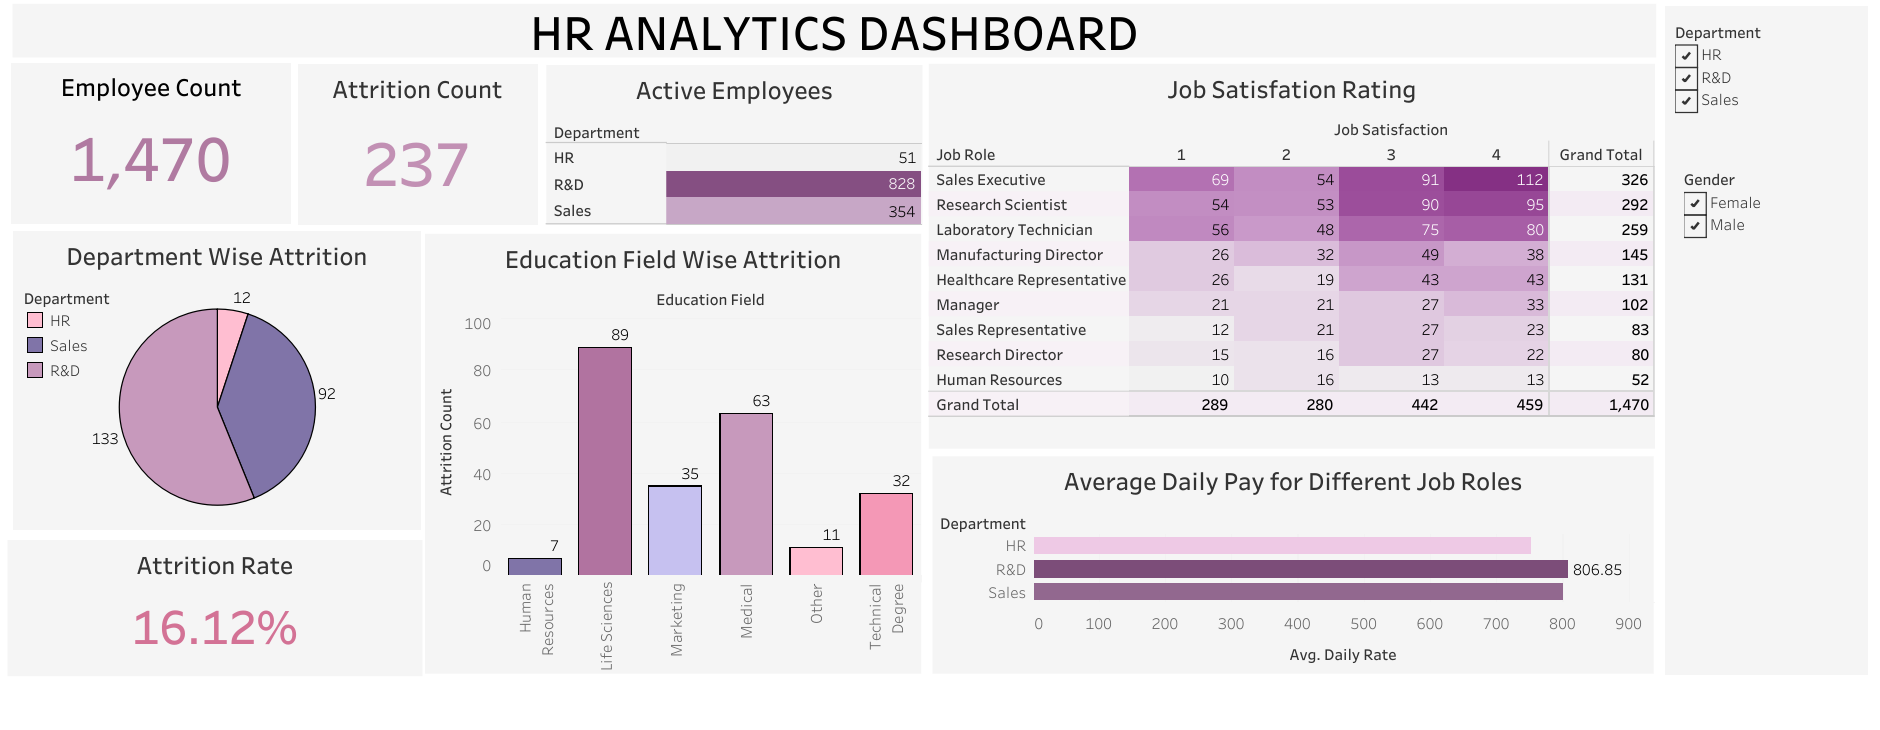 HR ANALYTICS DASHBOARD
Employee Count
1,470
Attrition Count
237
Active Employees
Department
HR 51
R&D 828
Sales 354
Job Satisfation Rating
Job Satisfaction
Job Role 1 2 3 4 Grand Total
Sales Executive 69 54 91 112 326
Research Scientist 54 53 90 95 292
Laboratory Technician 56 48 75 80 259
Manufacturing Director 26 32 49 38 145
Healthcare Representative 26 19 43 43 131
Manager 21 21 27 33 102
Sales Representative 12 21 27 23 83
Research Director 15 16 27 22 80
Human Resources 10 16 13 13 52
Grand Total 289 280 442 459 1,470
Department
HR
R&D
Sales
Gender
Female
Male
Department Wise Attrition
Department
HR
Sales
R&D
12
92
133
Education Field Wise Attrition
Education Field
Attrition Count
100
80
60
40
20
0
7
89
35
63
11
32
Human
Resources
Life Sciences
Marketing
Medical
Other
Technical
Degree
Attrition Rate
16.12%
Average Daily Pay for Different Job Roles
Department
HR
R&D 806.85
Sales
0 100 200 300 400 500 600 700 800 900
Avg. Daily Rate